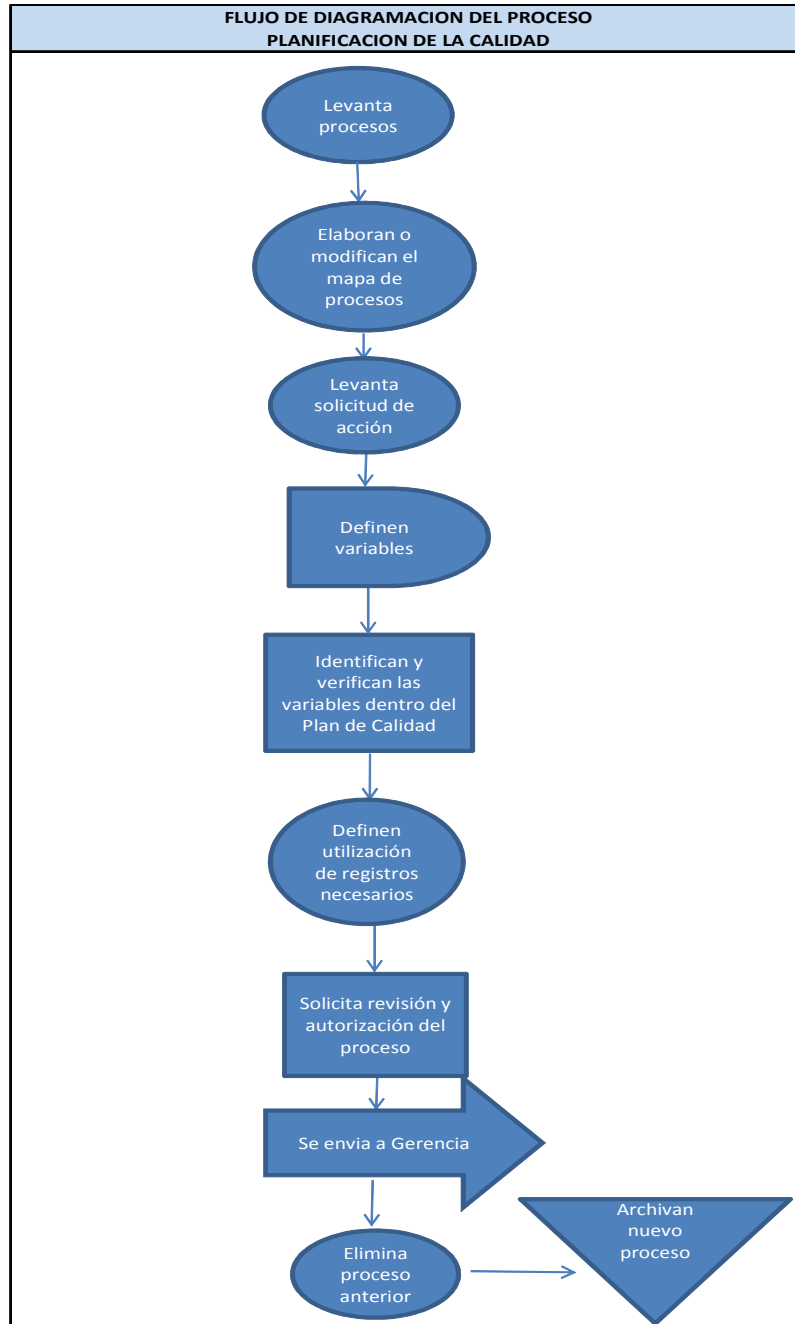 FLUJO DE DIAGRAMACION DEL PROCESO
PLANIFICACION DE LA CALIDAD
Levanta
procesos
Elaboran o
modifican el
mapa de
procesos
Levanta
solicitud de
acción
Definen
variables
Identifican y
verifican las
variables dentro del
Plan de Calidad
Definen
utilización
de registros
necesarios
Solicita revisión y
autorización del
proceso
Se envia a Gerencia
Elimina
proceso
anterior
Archivan
nuevo
proceso